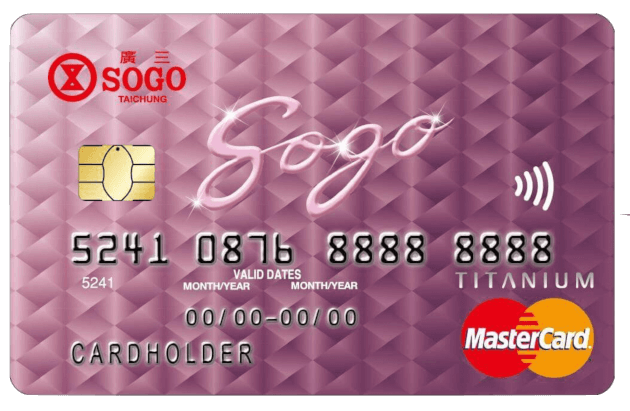 廣三
SOGO
TAICHUNG
Sogo
5241 0876 8888 8888
5241
VALID DATES
MONTH/YEAR MONTH/YEAR
TITANIUM
00/00-00/00
CARDHOLDER
MasterCard